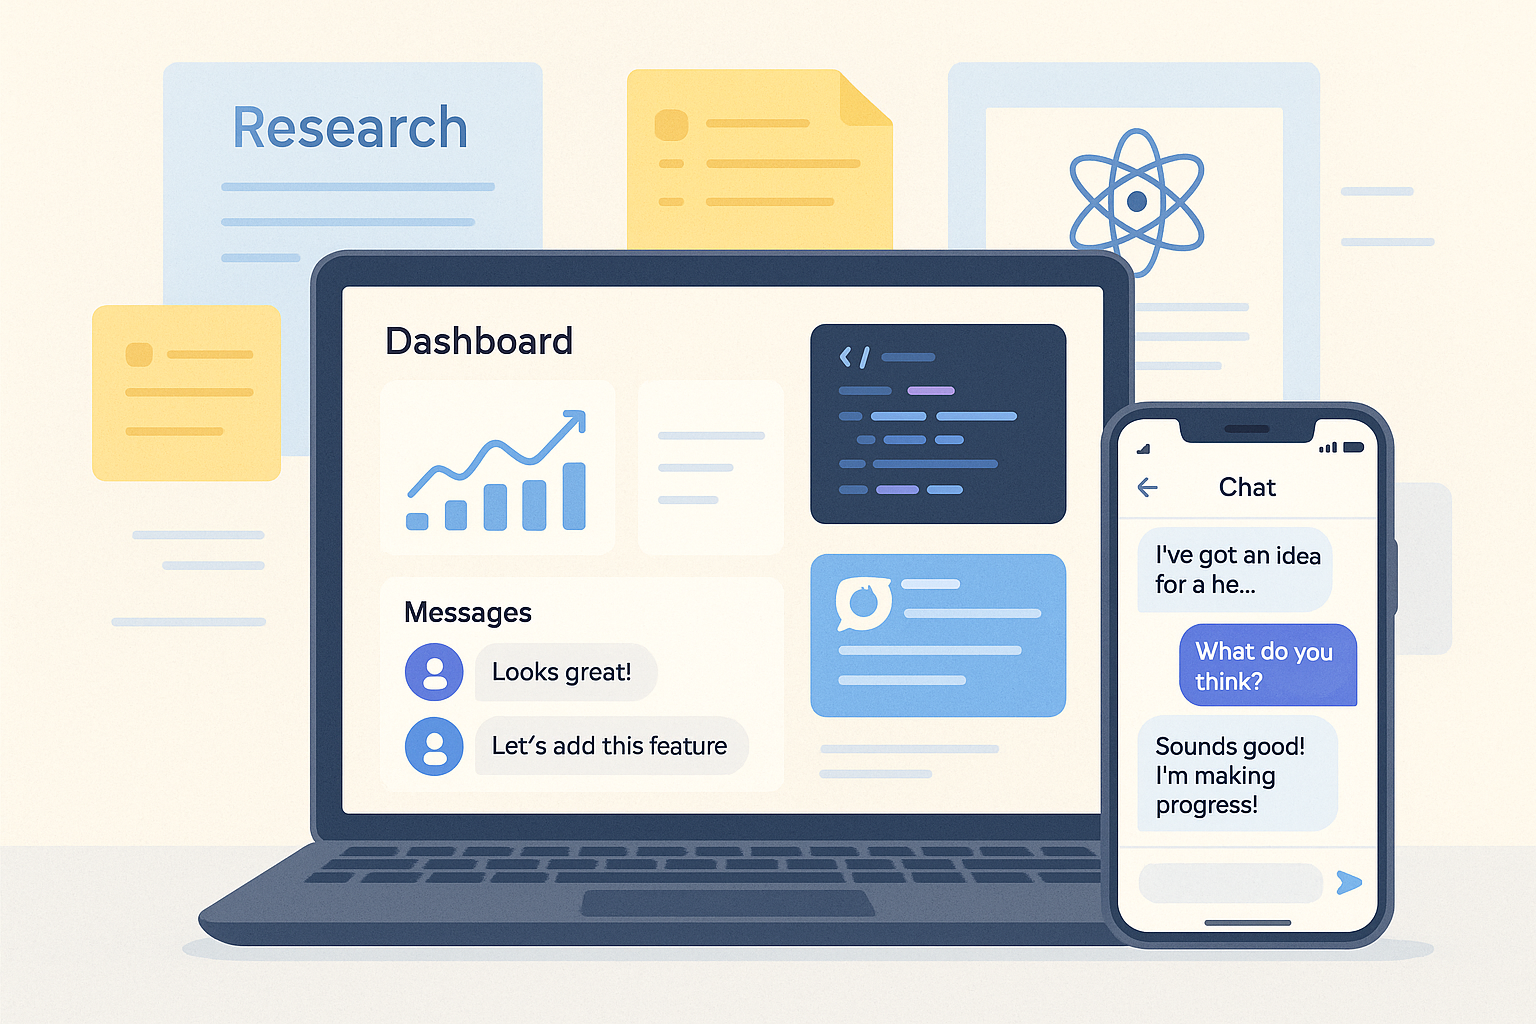 Research
Dashboard
Messages
Looks great!
Let's add this feature
Chat
I've got an idea
for a he...
What do you
think?
Sounds good!
I'm making
progress!